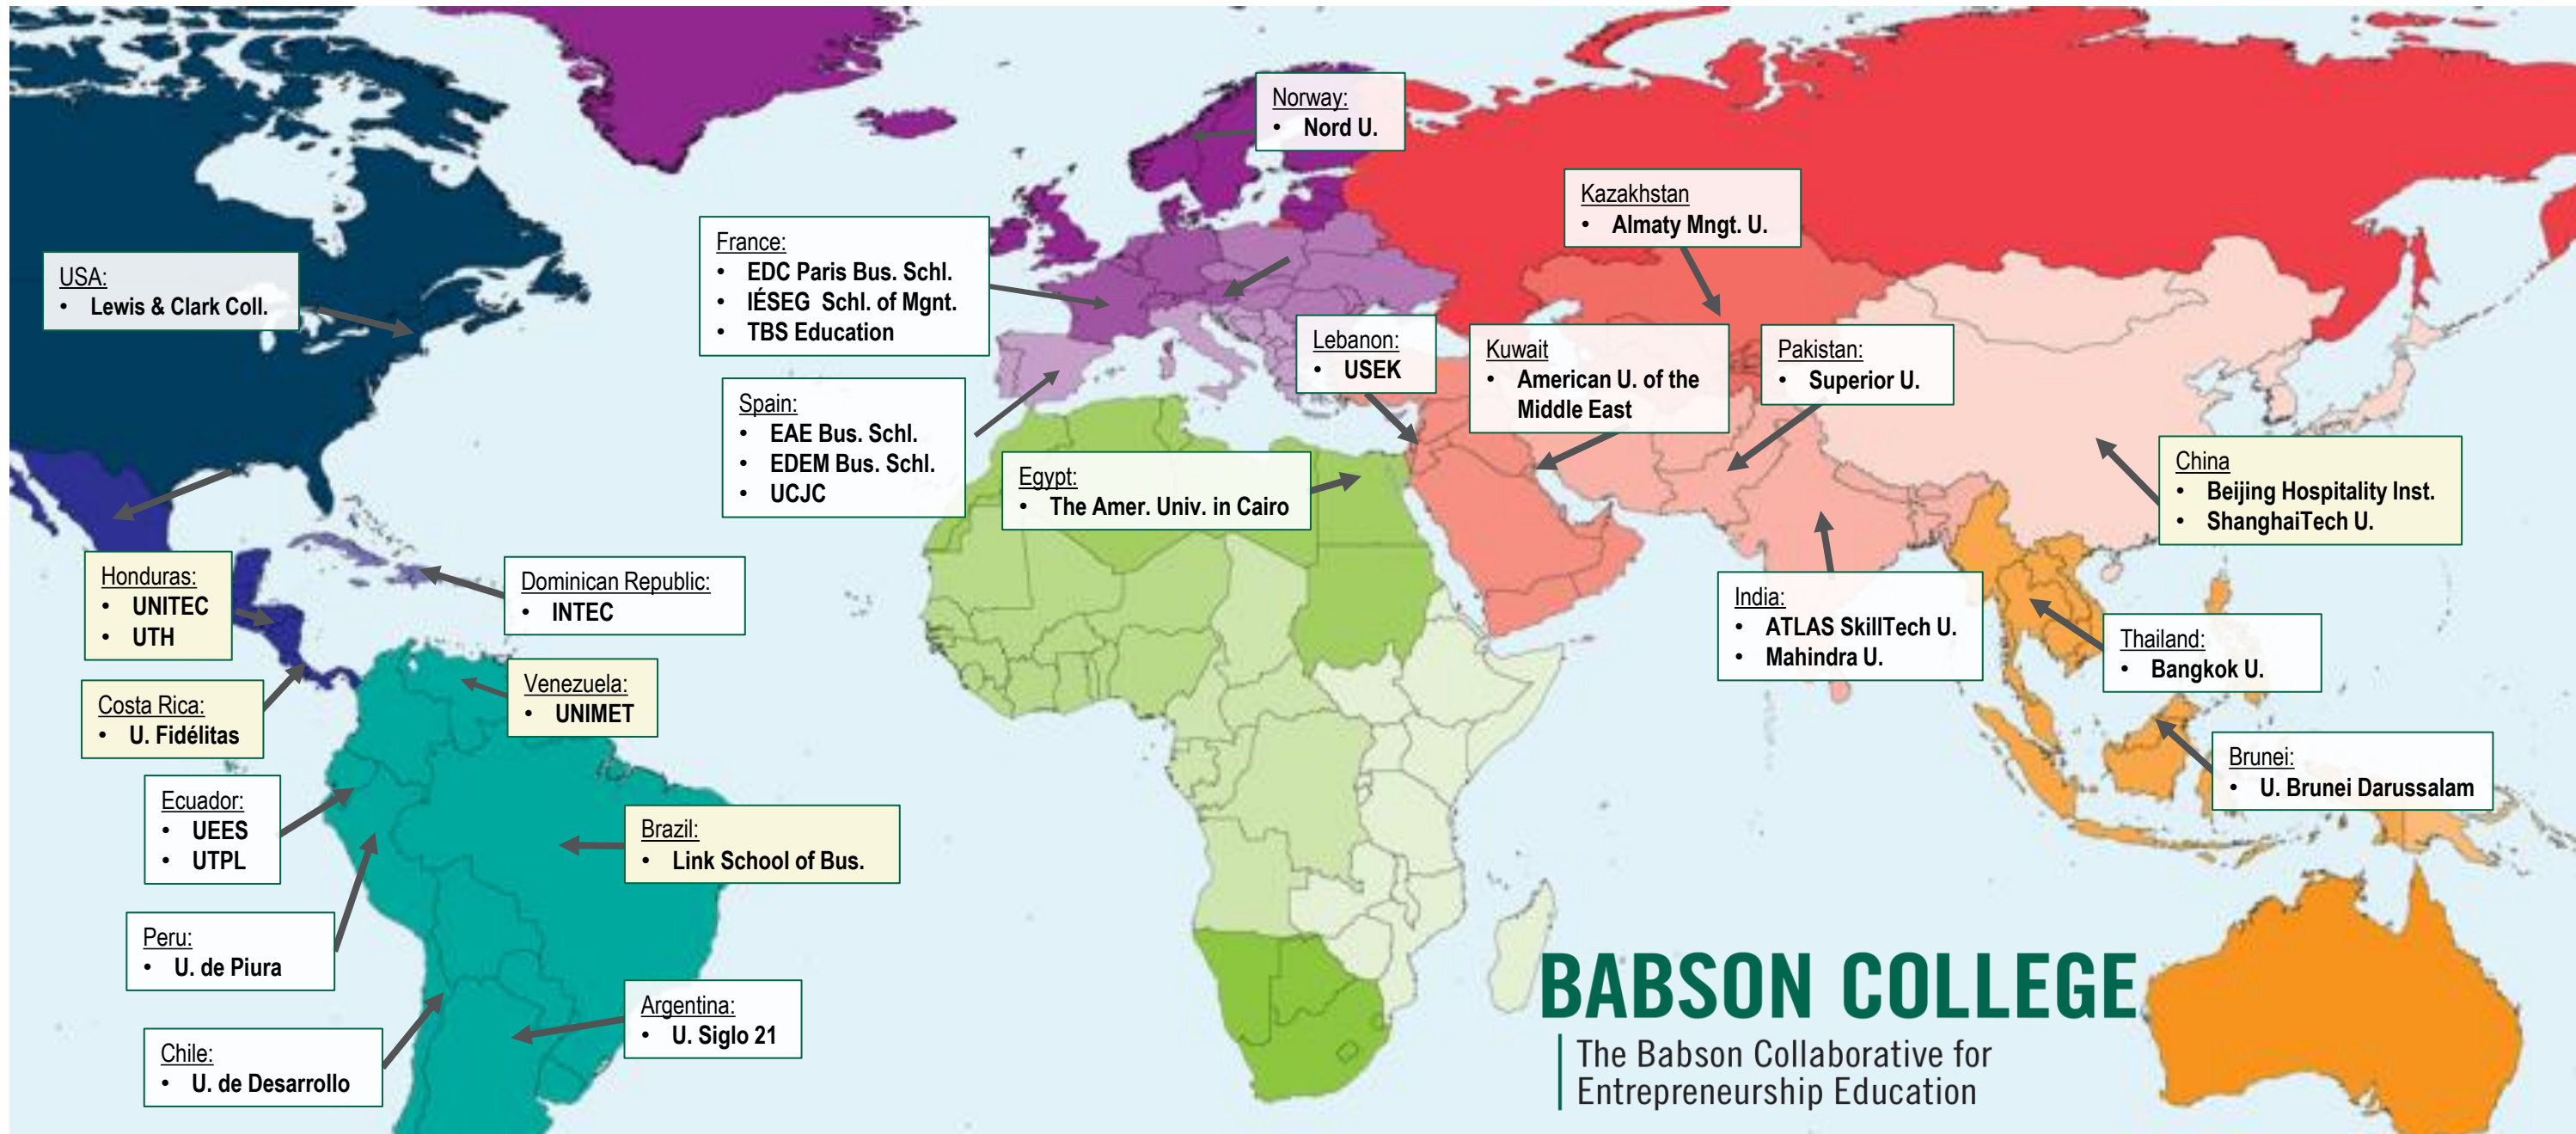 Norway:
• Nord U.
Kazakhstan
• Almaty Mngt. U.
France:
• EDC Paris Bus. Schl.
• IÉSEG Schl. of Mgnt.
• TBS Education
USA:
• Lewis & Clark Coll.
Lebanon:
• USEK
Kuwait
• American U. of the
Middle East
Pakistan:
• Superior U.
Spain:
• EAE Bus. Schl.
• EDEM Bus. Schl.
• UCJC
Egypt:
• The Amer. Univ. in Cairo
China
• Beijing Hospitality Inst.
• ShanghaiTech U.
Honduras:
• UNITEC
• UTH
Dominican Republic:
• INTEC
India:
• ATLAS SkillTech U.
• Mahindra U.
Thailand:
• Bangkok U.
Venezuela:
• UNIMET
Costa Rica:
• U. Fidélitas
Brunei:
• U. Brunei Darussalam
Ecuador:
• UEES
• UTPL
Brazil:
• Link School of Bus.
Peru:
• U. de Piura
Argentina:
• U. Siglo 21
Chile:
• U. de Desarrollo
BABSON COLLEGE
The Babson Collaborative for
Entrepreneurship Education